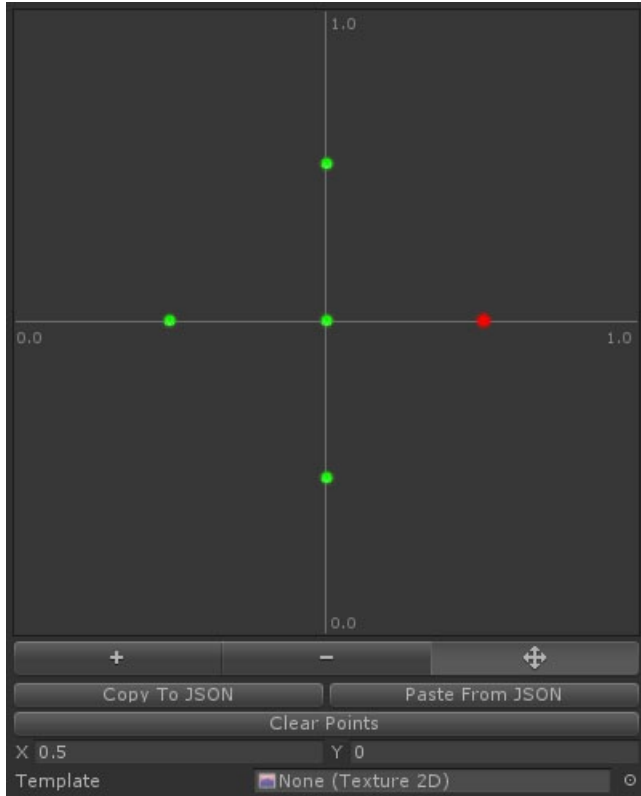 1.0
0.0 1.0
0.0
+ −
Copy To JSON Paste From JSON
Clear Points
X 0.5 Y 0
Template None (Texture 2D)